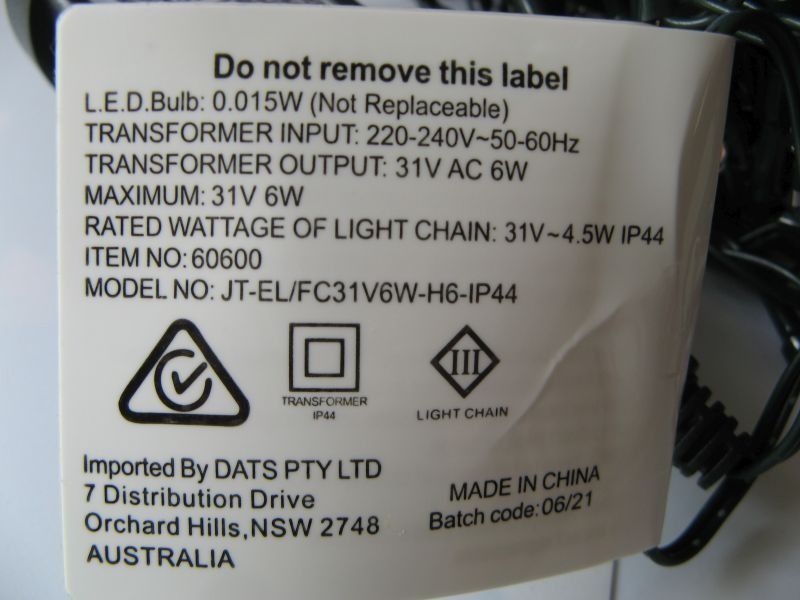 Do not remove this label
L.E.D.Bulb: 0.015W (Not Replaceable)
TRANSFORMER INPUT: 220-240V~50-60Hz
TRANSFORMER OUTPUT: 31V AC 6W
MAXIMUM: 31V 6W
RATED WATTAGE OF LIGHT CHAIN: 31V~4.5W IP44
ITEM NO: 60600
MODEL NO: JT-EL/FC31V6W-H6-IP44
III
TRANSFORMER
IP44
LIGHT CHAIN
Imported By DATS PTY LTD
7 Distribution Drive
Orchard Hills,NSW 2748
AUSTRALIA
MADE IN CHINA
Batch code: 06/21